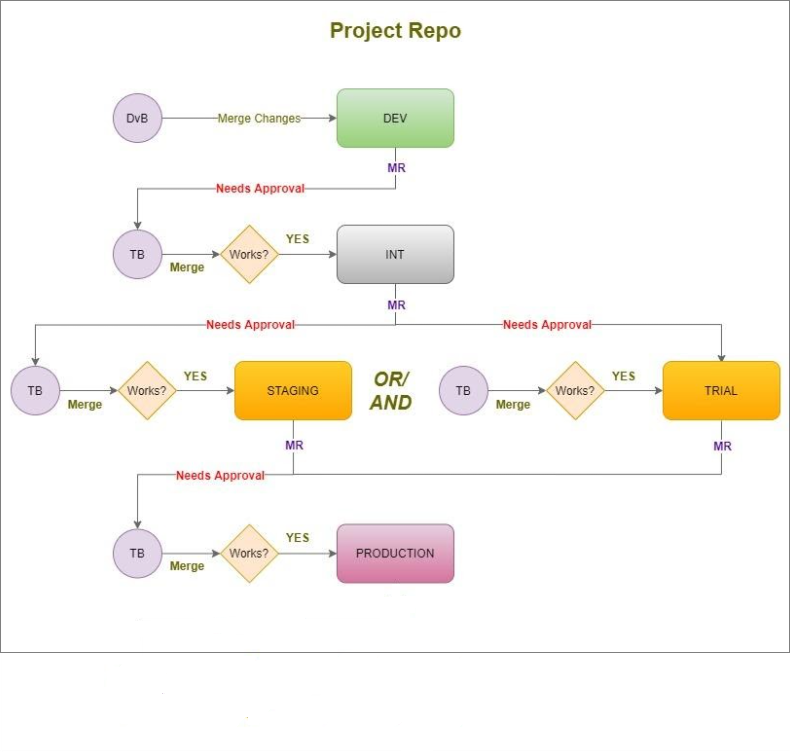 Project Repo
DvB
Merge Changes
DEV
MR
Needs Approval
TB
Merge
Works?
YES
INT
MR
Needs Approval
Needs Approval
TB
Merge
Works?
YES
STAGING
OR/
AND
TB
Merge
Works?
YES
TRIAL
MR
MR
Needs Approval
TB
Merge
Works?
YES
PRODUCTION